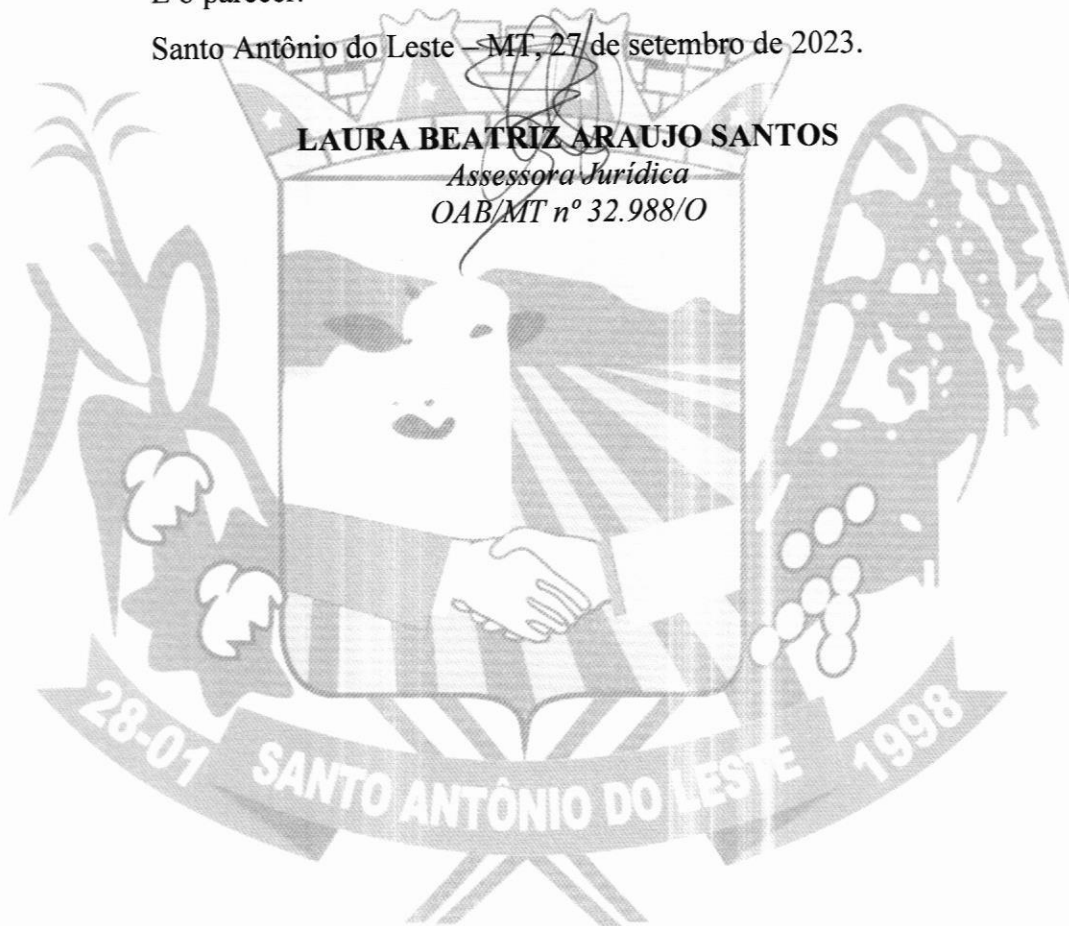 É o parecer.
Santo Antônio do Leste – MT, 27 de setembro de 2023.
LAURA BEATRIZ ARAUJO SANTOS
Assessora Jurídica
OAB/MT nº 32.988/O
28-01 SANTO ANTÔNIO DO LESTE 1998